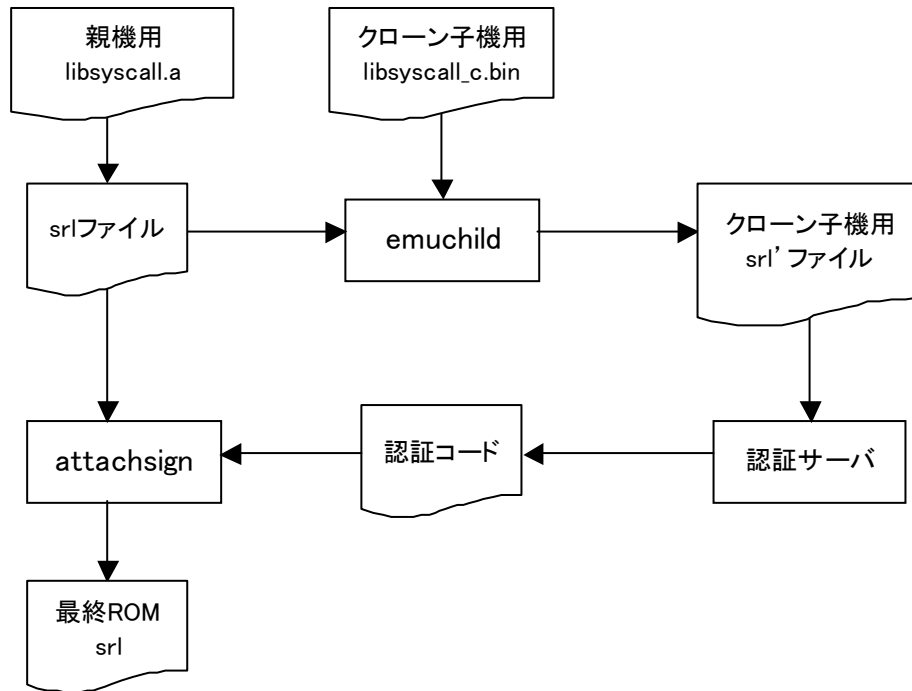 親機用
libsyscall.a
クローン子機用
libsyscall_c.bin
srlファイル
emuchild
クローン子機用
srl’ファイル
attachsign
認証コード
認証サーバ
最終ROM
srl